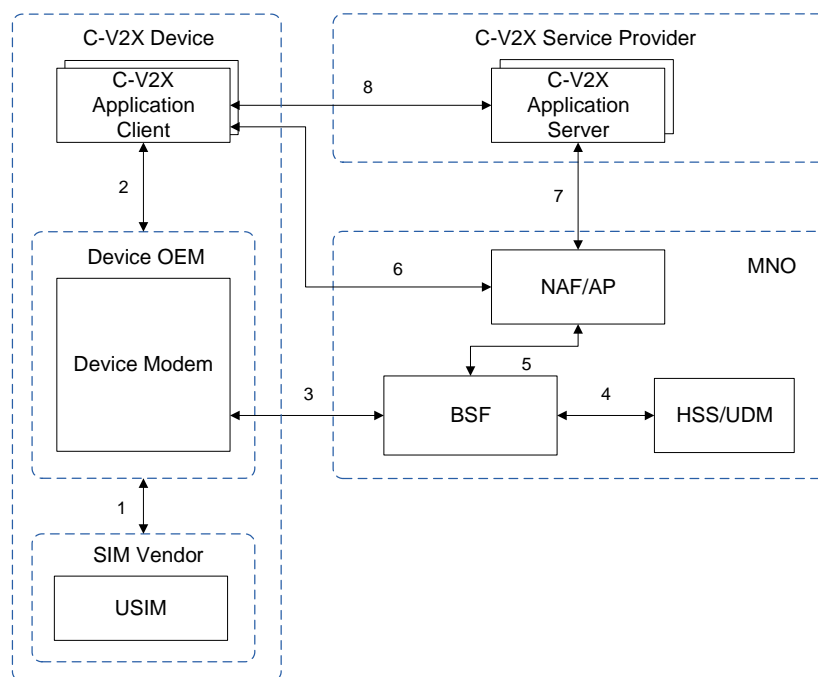 C-V2X Device
C-V2X Service Provider
C-V2X
Application
Client
8
C-V2X
Application
Server
2
7
Device OEM
6
NAF/AP
MNO
Device Modem
5
3
BSF
4
HSS/UDM
1
SIM Vendor
USIM